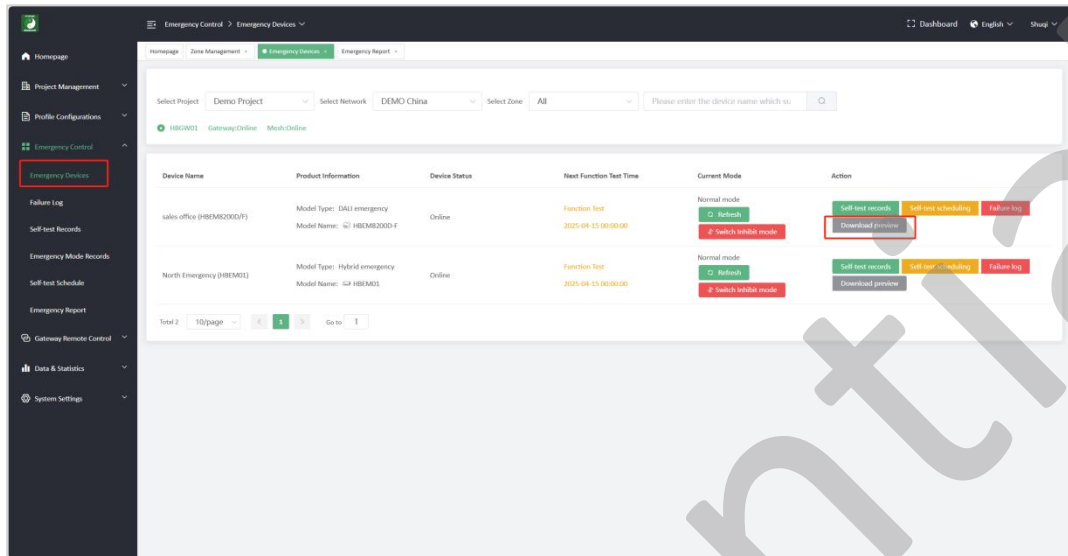 Emergency Control > Emergency Devices
Dashboard English Shuqi
Homepage Zone Management × Emergency Devices × Emergency Report ×
Homepage
Project Management
Profile Configurations
Emergency Control
Emergency Devices
Failure Log
Self-test Records
Emergency Mode Records
Self-test Schedule
Emergency Report
Gateway Remote Control
Data & Statistics
System Settings
Select Project Demo Project Select Network DEMO China Select Zone All Please enter the device name which su
HBGW01 Gateway:Online Mesh:Online
Device Name Product Information Device Status Next Function Test Time Current Mode Action
sales office (HBEM8200D/F)
Model Type: DALI emergency
Model Name: HBEM8200D-F
Online
Function Test
2025-04-15 00:00:00
Normal mode
Refresh
Switch Inhibit mode
Self-test records Self-test scheduling Failure log
Download preview
North Emergency (HBEM01)
Model Type: Hybrid emergency
Model Name: HBEM01
Online
Function Test
2025-04-15 00:00:00
Normal mode
Refresh
Switch Inhibit mode
Self-test records Self-test scheduling Failure log
Download preview
Total 2 10/page < 1 > Go to 1